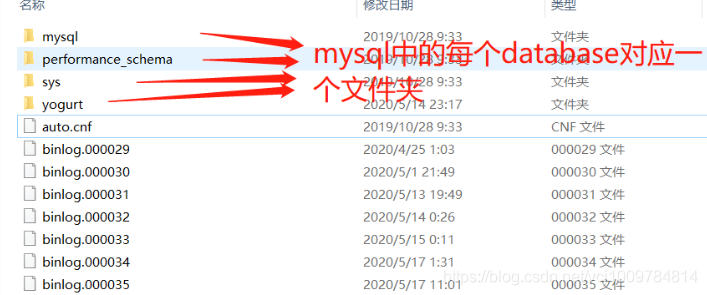 名称 修改日期 类型
mysql 2019/10/28 9:33 文件夹
performance_schema 2019/10/28 9:33 文件夹
sys 2019/10/28 9:33 文件夹
yogurt 2020/5/14 23:17 文件夹
mysql中的每个database对应一
个文件夹
auto.cnf 2019/10/28 9:33 CNF 文件
binlog.000029 2020/4/25 1:03 000029 文件
binlog.000030 2020/5/1 21:49 000030 文件
binlog.000031 2020/5/13 19:49 000031 文件
binlog.000032 2020/5/14 0:26 000032 文件
binlog.000033 2020/5/15 0:11 000033 文件
binlog.000034 2020/5/17 1:31 000034 文件
binlog.000035 2020/5/17 11:01 000035 文件